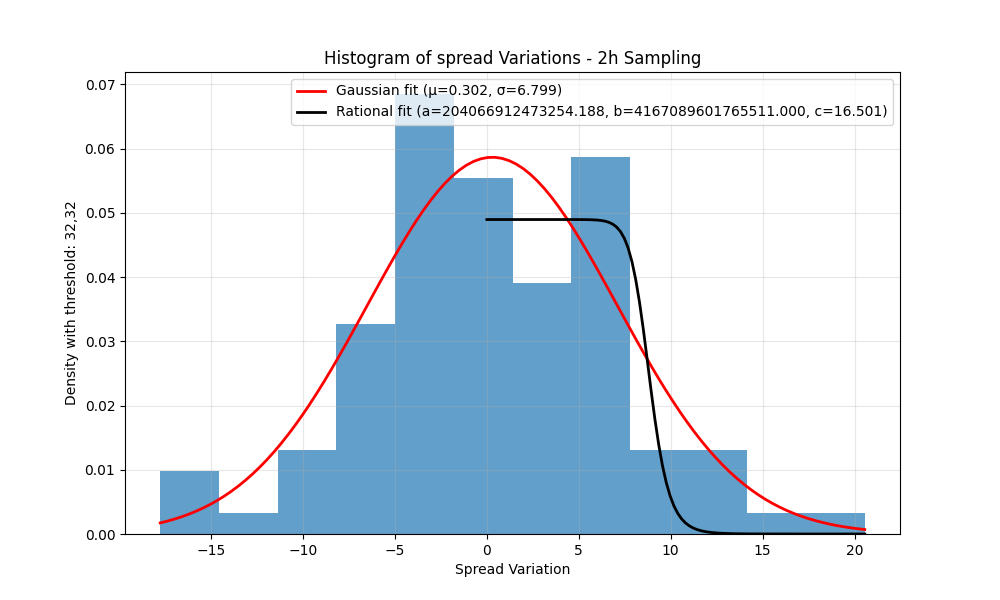 Histogram of spread Variations - 2h Sampling
Gaussian fit (μ=0.302, σ=6.799)
Rational fit (a=204066912473254.188, b=4167089601765511.000, c=16.501)
Density with threshold: 32,32
0.07
0.06
0.05
0.04
0.03
0.02
0.01
0.00
−15 −10 −5 0 5 10 15 20
Spread Variation